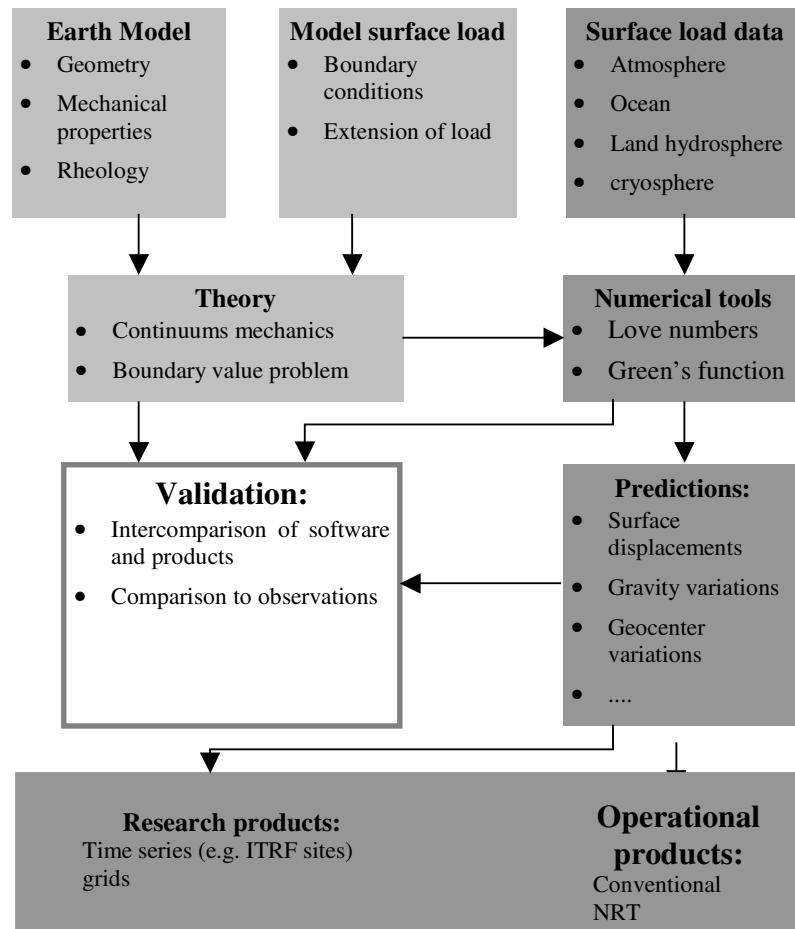 Earth Model
• Geometry
• Mechanical
properties
• Rheology
Model surface load
• Boundary
conditions
• Extension of load
Surface load data
• Atmosphere
• Ocean
• Land hydrosphere
• cryosphere
Theory
• Continuums mechanics
• Boundary value problem
Numerical tools
• Love numbers
• Green's function
Validation:
• Intercomparison of software
and products
• Comparison to observations
Predictions:
• Surface
displacements
• Gravity variations
• Geocenter
variations
• ....
Research products:
Time series (e.g. ITRF sites)
grids
Operational
products:
Conventional
NRT